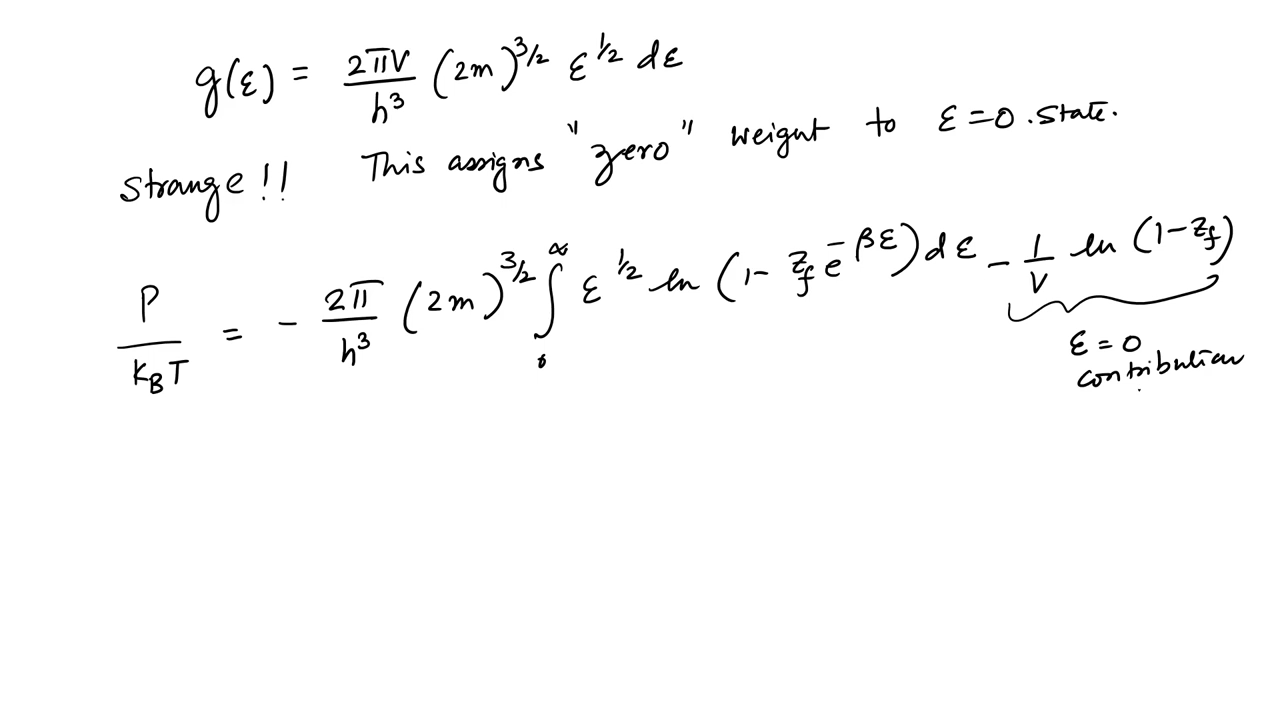 g(ε) = 2πV/h³ (2m)^3/2 ε^1/2 dε
Strange!! This assigns "zero" weight to ε=0 .state.
P/K_BT = - 2π/h³ (2m)^3/2 ∫_0^∞ ε^1/2 ln (1- z_f e^-βε) dε - 1/V ln (1-z_f)
ε=0
contribution